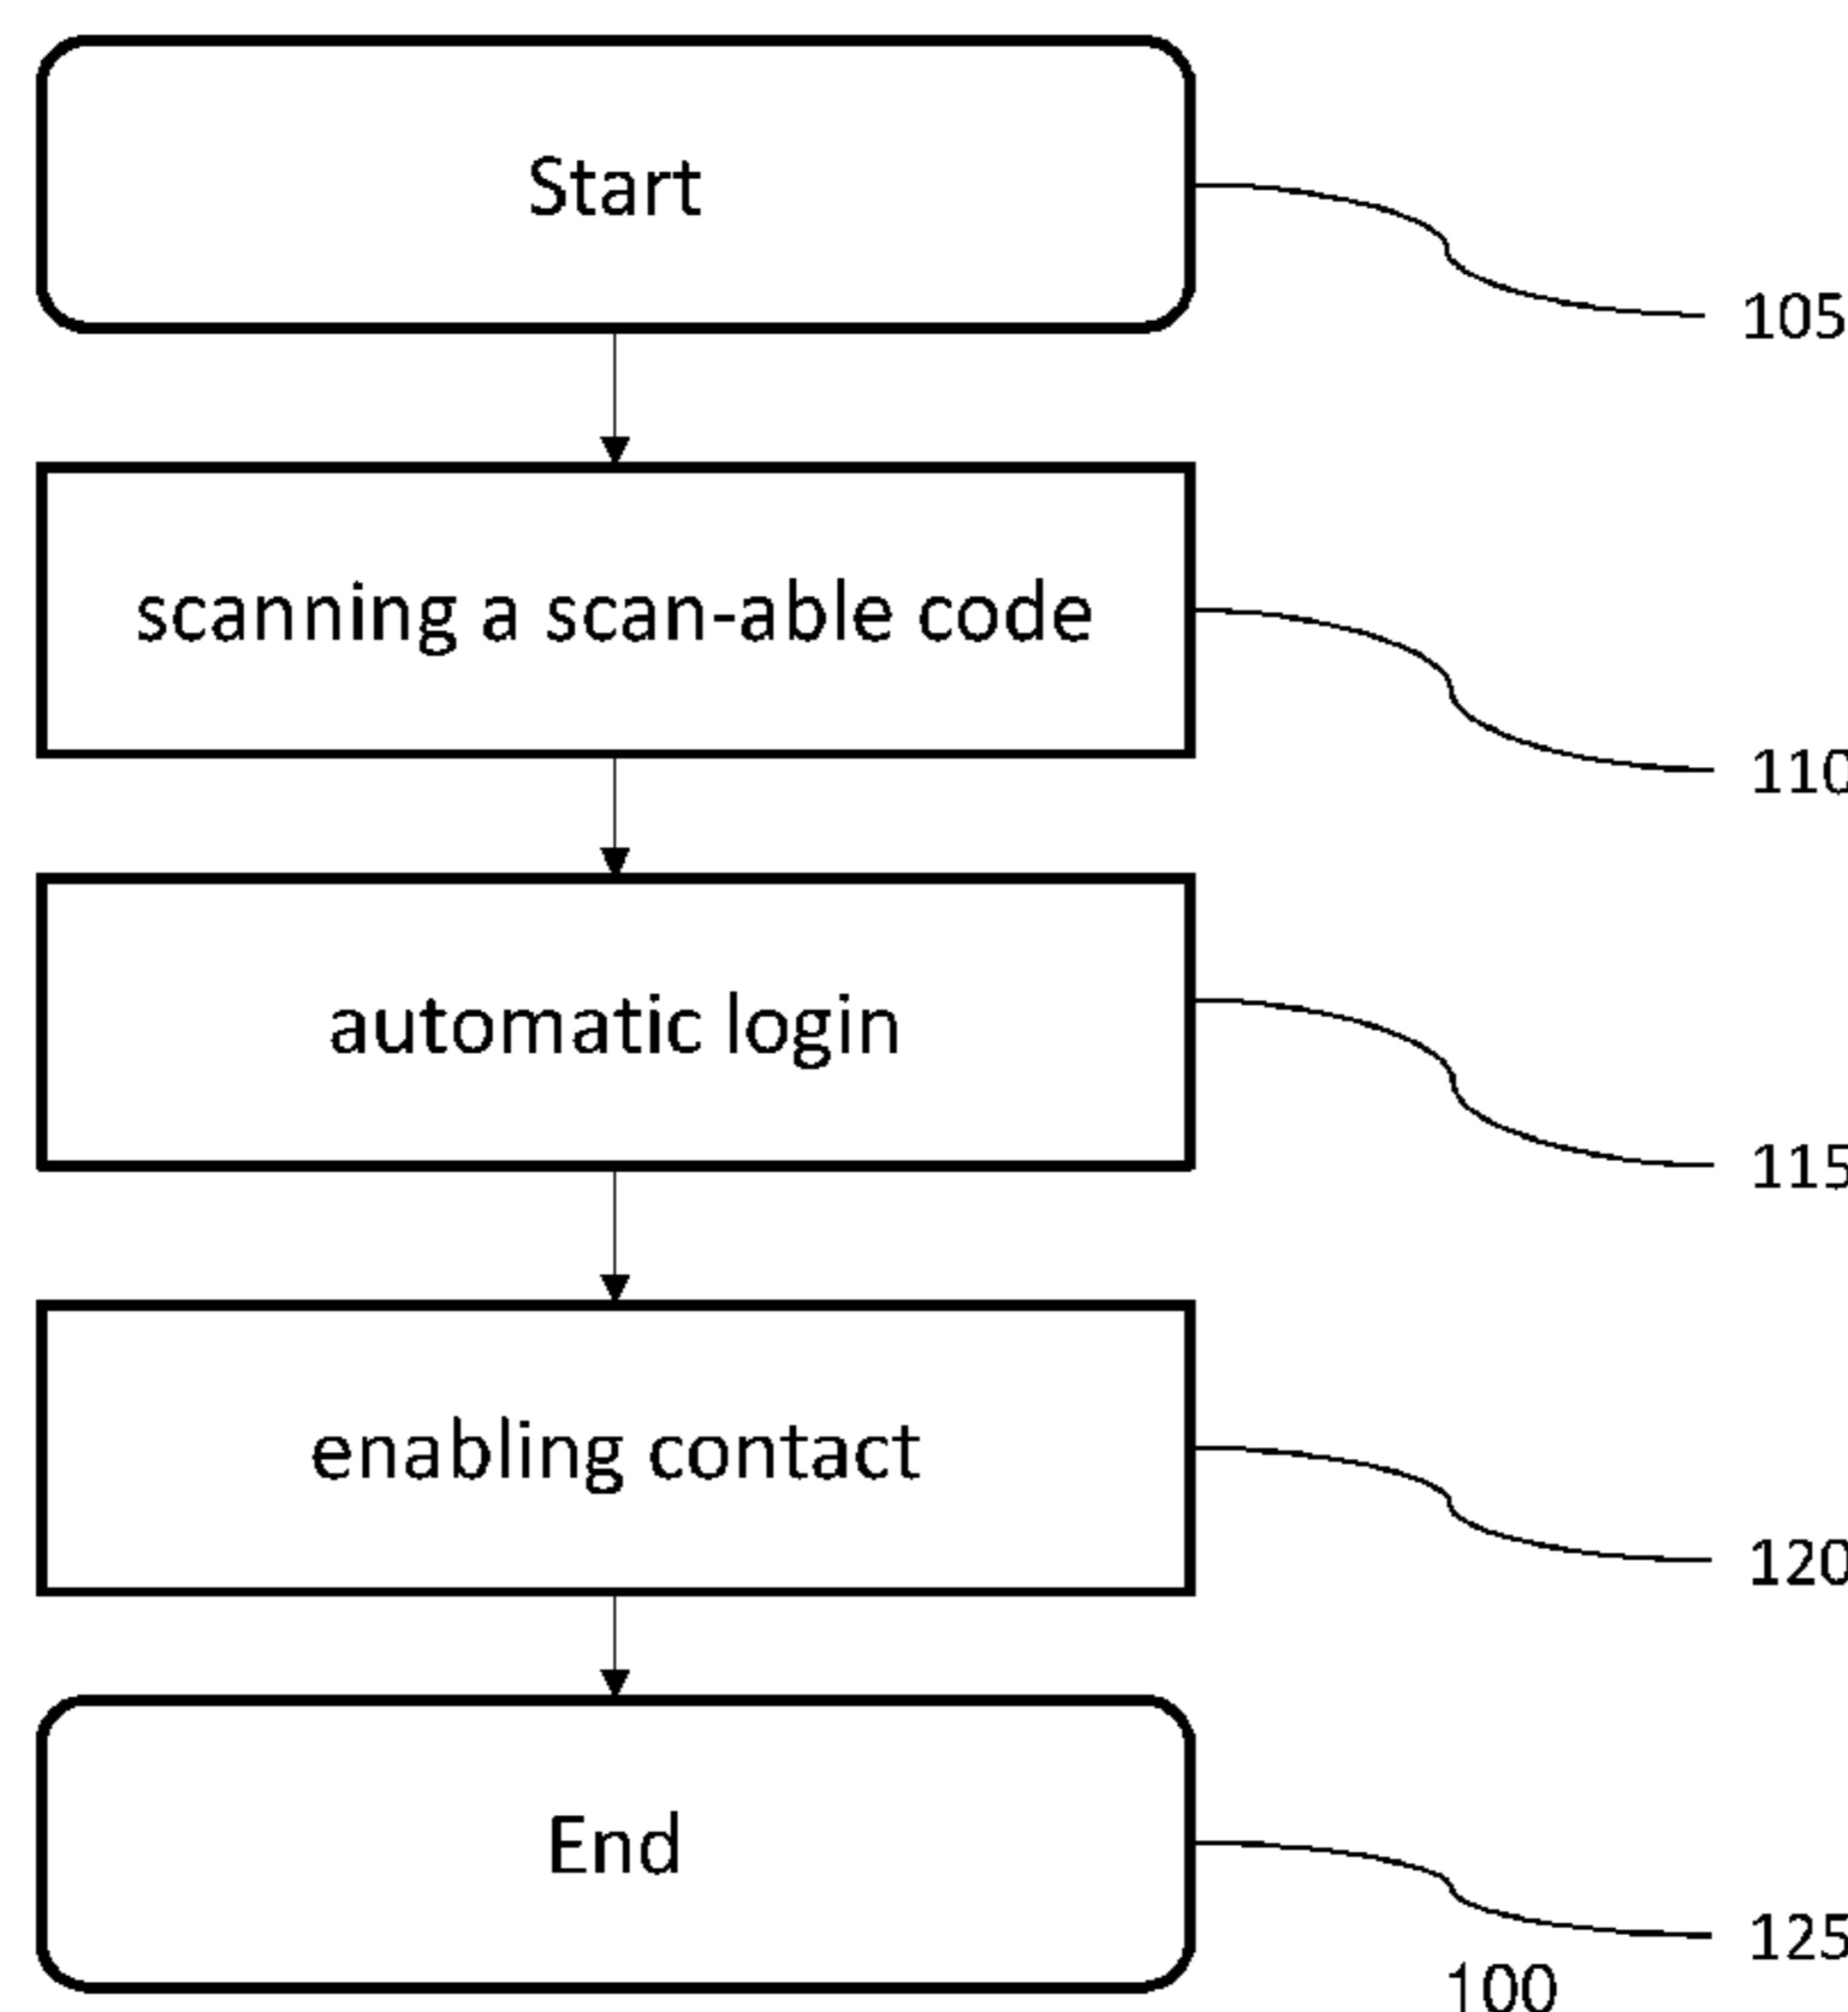 Start
105
scanning a scan-able code
110
automatic login
115
enabling contact
120
End
125
100